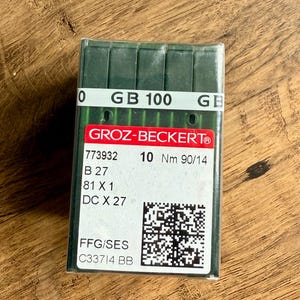 0 GB 100 GB
GROZ-BECKERT®
773932 10 Nm 90/14
B 27
81 X 1
DC X 27
FFG/SES
C337I4 BB